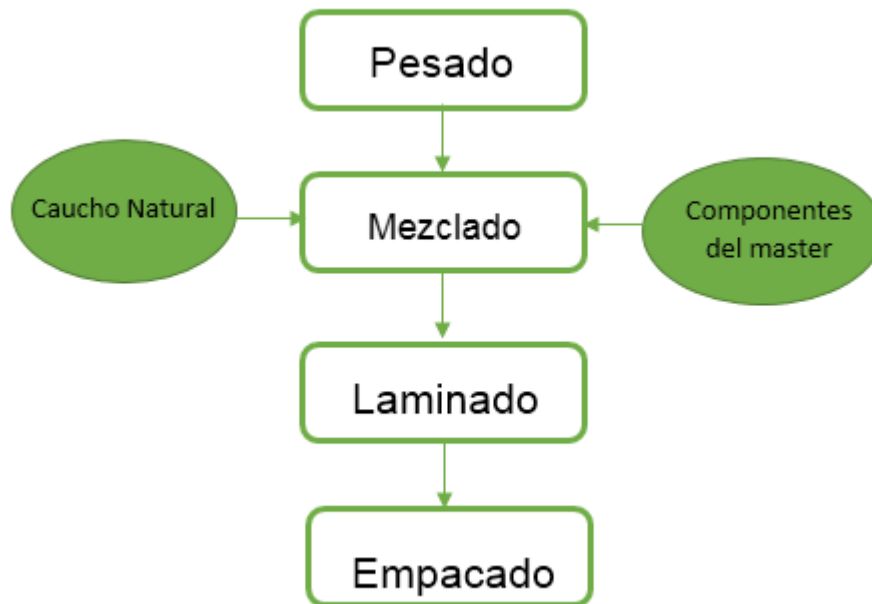 Pesado
Caucho Natural
Mezclado
Componentes
del master
Laminado
Empacado